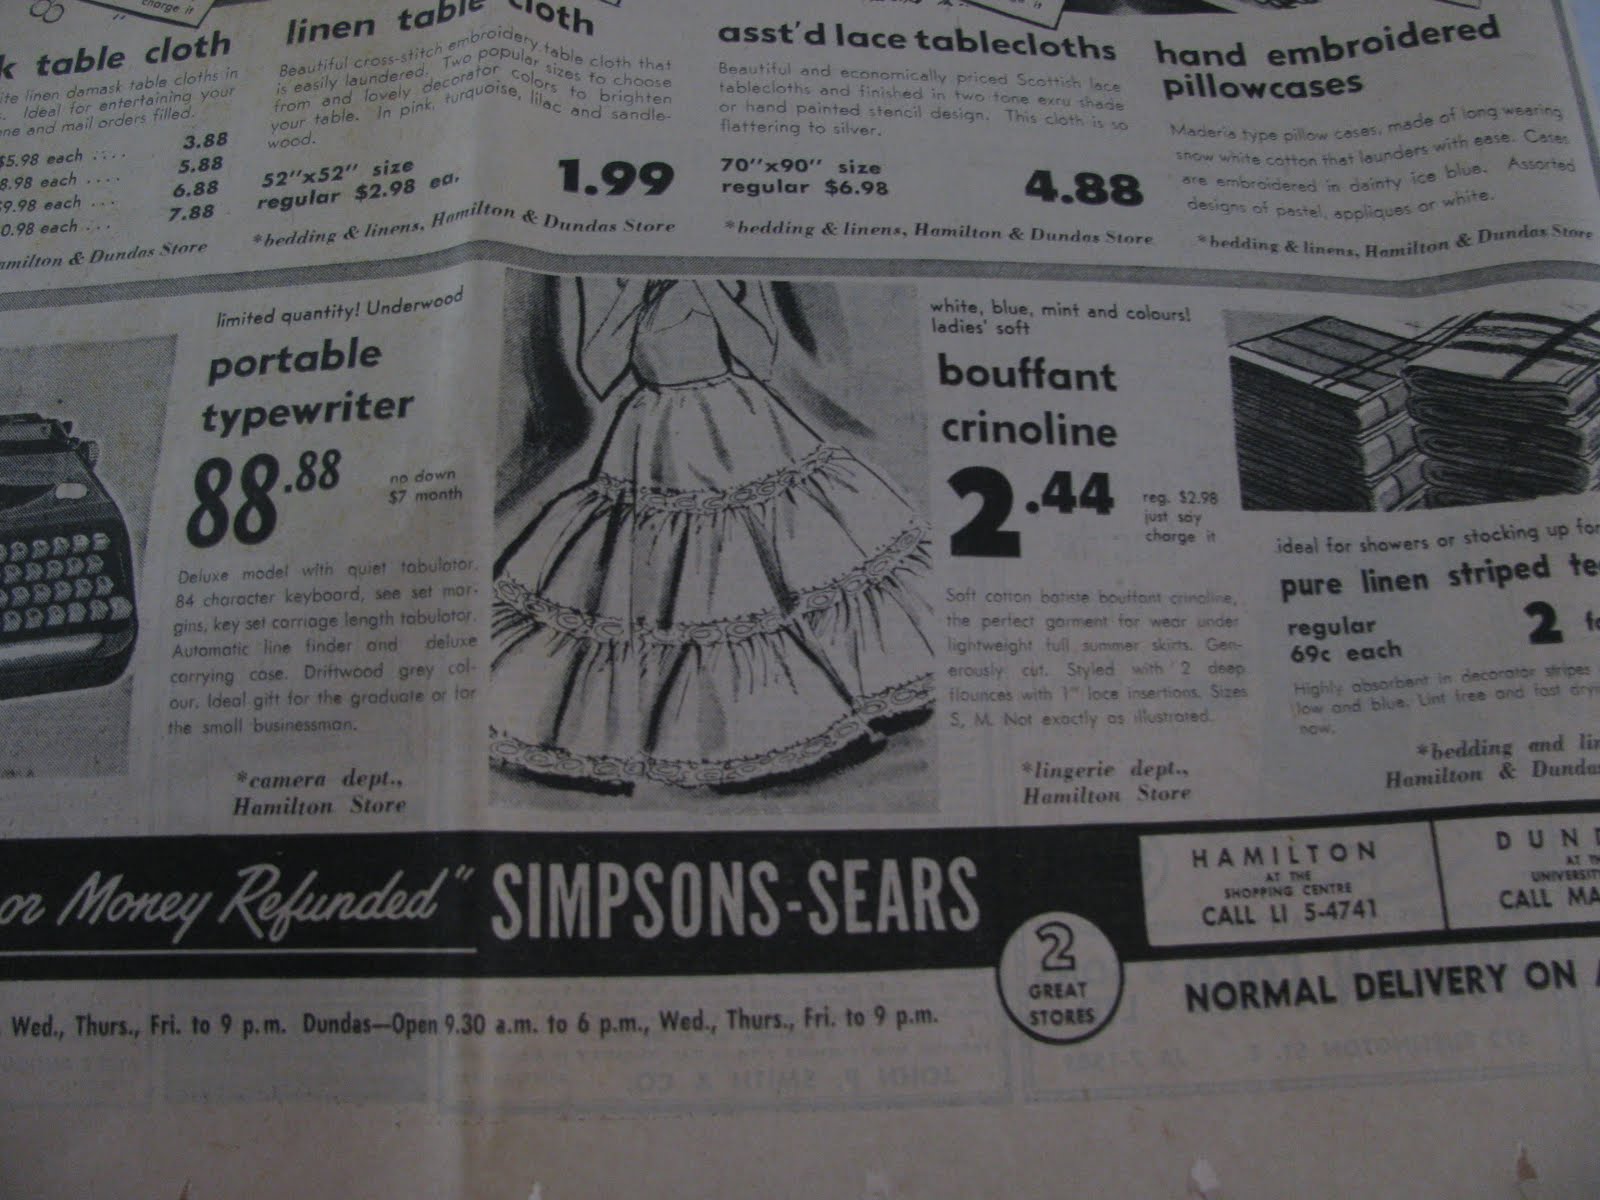 charge it
k table cloth
ite linen damask table cloths in
. Ideal for entertaining your
ne and mail orders filled.
$5.98 each .... 3.88
8.98 each .... 5.88
9.98 each ... 6.88
0.98 each ... 7.88
amilton & Dundas Store
linen table cloth
Beautiful cross-stitch embroidery table cloth that
is easily laundered. Two popular sizes to choose
from and lovely decorator colors to brighten
your table. In pink, turquoise, lilac and sandle-
wood.
52"x52" size
regular $2.98 ea. 1.99
*bedding & linens, Hamilton & Dundas Store
asst'd lace tablecloths
Beautiful and economically priced Scottish lace
tablecloths and finished in two tone exru shade
or hand painted stencil design. This cloth is so
flattering to silver.
70"x90" size
regular $6.98 4.88
*bedding & linens, Hamilton & Dundas Store
hand embroidered
pillowcases
Maderia type pillow cases, made of long wearing
snow white cotton that launders with ease. Cases
are embroidered in dainty ice blue. Assorted
designs of pastel, appliques or white.
*bedding & linens, Hamilton & Dundas Store
limited quantity! Underwood
portable
typewriter
88.88
no down
$7 month
Deluxe model with quiet tabulator.
84 character keyboard, see set mar-
gins, key set carriage length tabulator.
Automatic line finder and deluxe
carrying case. Driftwood grey col-
our. Ideal gift for the graduate or for
the small businessman.
*camera dept.,
Hamilton Store
white, blue, mint and colours!
ladies' soft
bouffant
crinoline
2.44
reg. $2.98
just say
charge it
Soft cotton batiste bouffant crinoline,
the perfect garment for wear under
lightweight full summer skirts. Gen-
erously cut. Styled with 2 deep
flounces with 1" lace insertions. Sizes
S, M. Not exactly as illustrated.
*lingerie dept.,
Hamilton Store
ideal for showers or stocking up for
pure linen striped te
regular
69c each 2 fo
Highly absorbent in decorator stripes
low and blue. Lint free and fast dryi
now.
*bedding and lin
Hamilton & Dundas
or Money Refunded" SIMPSONS-SEARS
2
GREAT
STORES
HAMILTON
AT THE
SHOPPING CENTRE
CALL LI 5-4741
DUND
AT TH
UNIVERSITY
CALL MA
Wed., Thurs., Fri. to 9 p.m. Dundas—Open 9.30 a.m. to 6 p.m., Wed., Thurs., Fri. to 9 p.m.
NORMAL DELIVERY ON A
JOHN P. SMITH & CO.